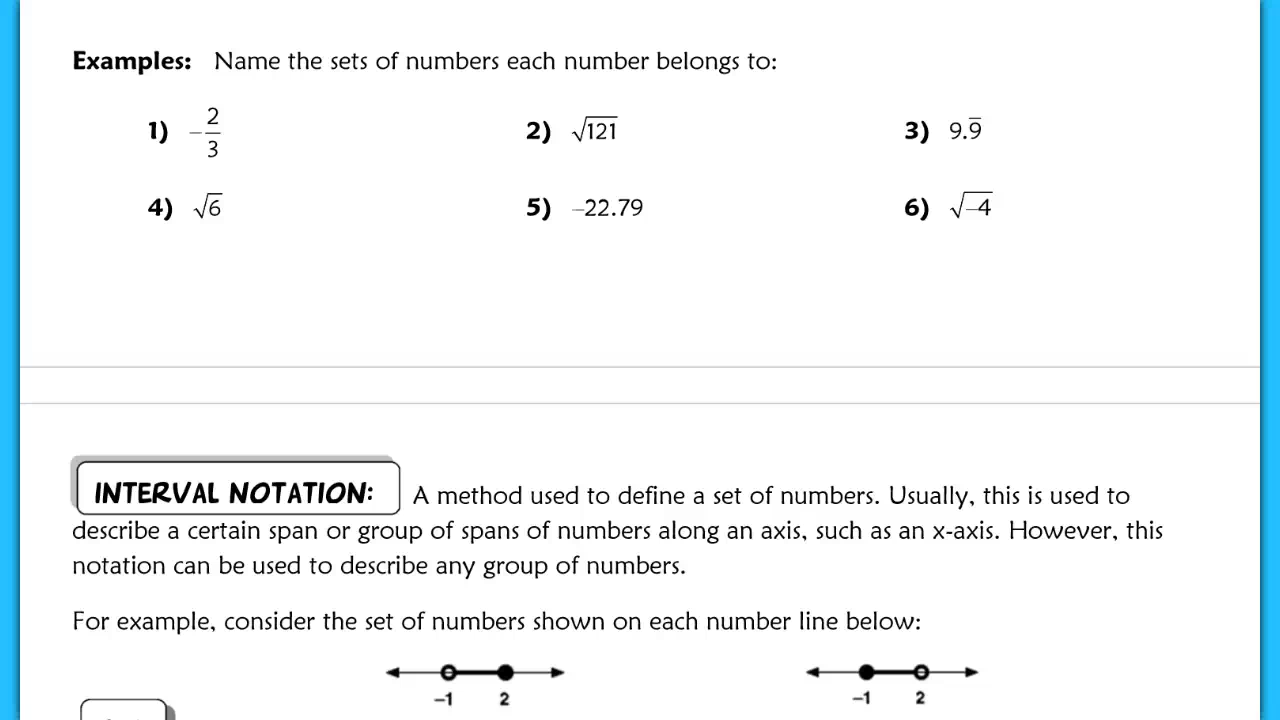 Examples: Name the sets of numbers each number belongs to:
1) −2/3 2) √121 3) 9.9̅
4) √6 5) −22.79 6) √−4
INTERVAL NOTATION: A method used to define a set of numbers. Usually, this is used to
describe a certain span or group of spans of numbers along an axis, such as an x-axis. However, this
notation can be used to describe any group of numbers.
For example, consider the set of numbers shown on each number line below:
−1 2 −1 2